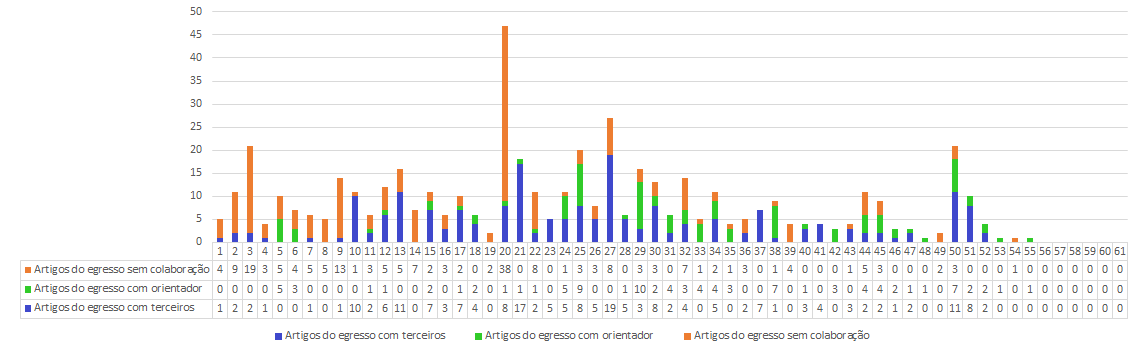 50
45
40
35
30
25
20
15
10
5
0
1 2 3 4 5 6 7 8 9 10 11 12 13 14 15 16 17 18 19 20 21 22 23 24 25 26 27 28 29 30 31 32 33 34 35 36 37 38 39 40 41 42 43 44 45 46 47 48 49 50 51 52 53 54 55 56 57 58 59 60 61
Artigos do egresso sem colaboração 4 9 19 3 5 4 5 5 13 1 3 5 5 7 2 3 2 0 2 38 0 8 0 1 3 3 8 0 3 3 0 7 1 2 1 3 0 1 4 0 0 0 1 5 3 0 0 0 2 3 0 0 0 1 0 0 0 0 0 0 0
Artigos do egresso com orientador 0 0 0 0 5 3 0 0 0 0 1 1 0 0 2 0 1 2 0 1 1 1 0 5 9 0 0 1 10 2 4 3 4 4 3 0 0 7 0 1 0 3 0 4 4 2 1 1 0 7 2 2 1 0 1 0 0 0 0 0 0
Artigos do egresso com terceiros 1 2 2 1 0 0 1 0 1 10 2 6 11 0 7 3 7 4 0 8 17 2 5 5 8 5 19 5 3 8 2 4 0 5 0 2 7 1 0 3 4 0 3 2 2 1 2 0 0 11 8 2 0 0 0 0 0 0 0 0 0
Artigos do egresso com terceiros Artigos do egresso com orientador Artigos do egresso sem colaboração